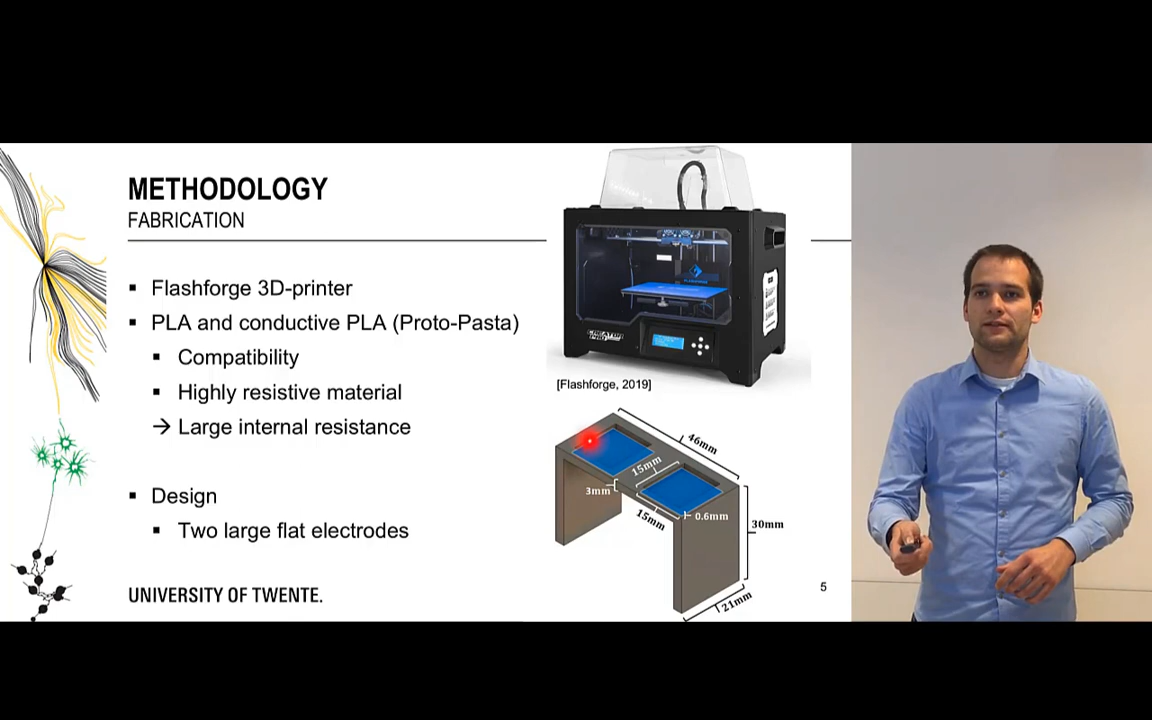 METHODOLOGY
FABRICATION
Flashforge 3D-printer
PLA and conductive PLA (Proto-Pasta)
Compatibility
Highly resistive material
→ Large internal resistance
Design
Two large flat electrodes
UNIVERSITY OF TWENTE.
[Flashforge, 2019]
46mm
15mm
3mm
15mm
0.6mm
30mm
21mm
5